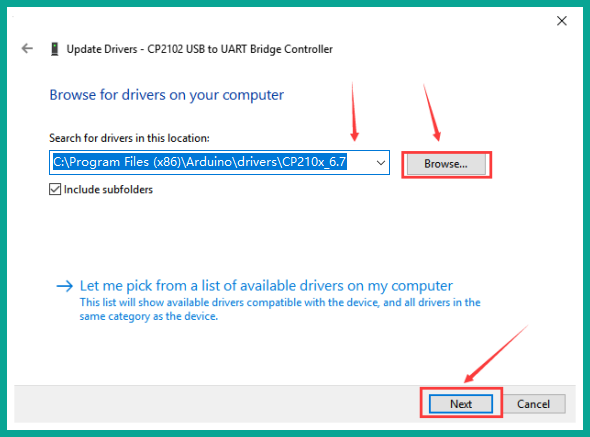 Update Drivers - CP2102 USB to UART Bridge Controller
Browse for drivers on your computer
Search for drivers in this location:
C:\Program Files (x86)\Arduino\drivers\CP210x_6.7
Browse...
Include subfolders
Let me pick from a list of available drivers on my computer
This list will show available drivers compatible with the device, and all drivers in the
same category as the device.
Next
Cancel